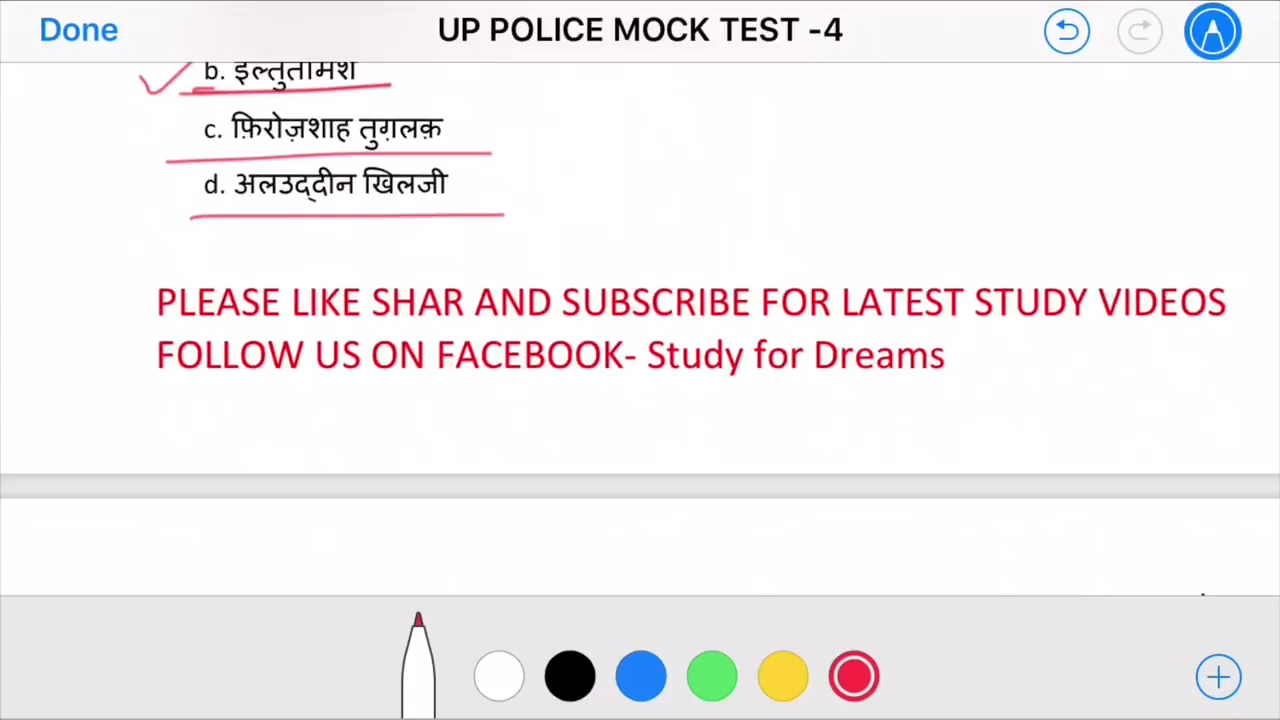 Done
UP POLICE MOCK TEST -4
b. इल्तुतमिश
c. फ़िरोज़शाह तुग़लक़
d. अलउद्दीन खिलजी
PLEASE LIKE SHAR AND SUBSCRIBE FOR LATEST STUDY VIDEOS
FOLLOW US ON FACEBOOK- Study for Dreams